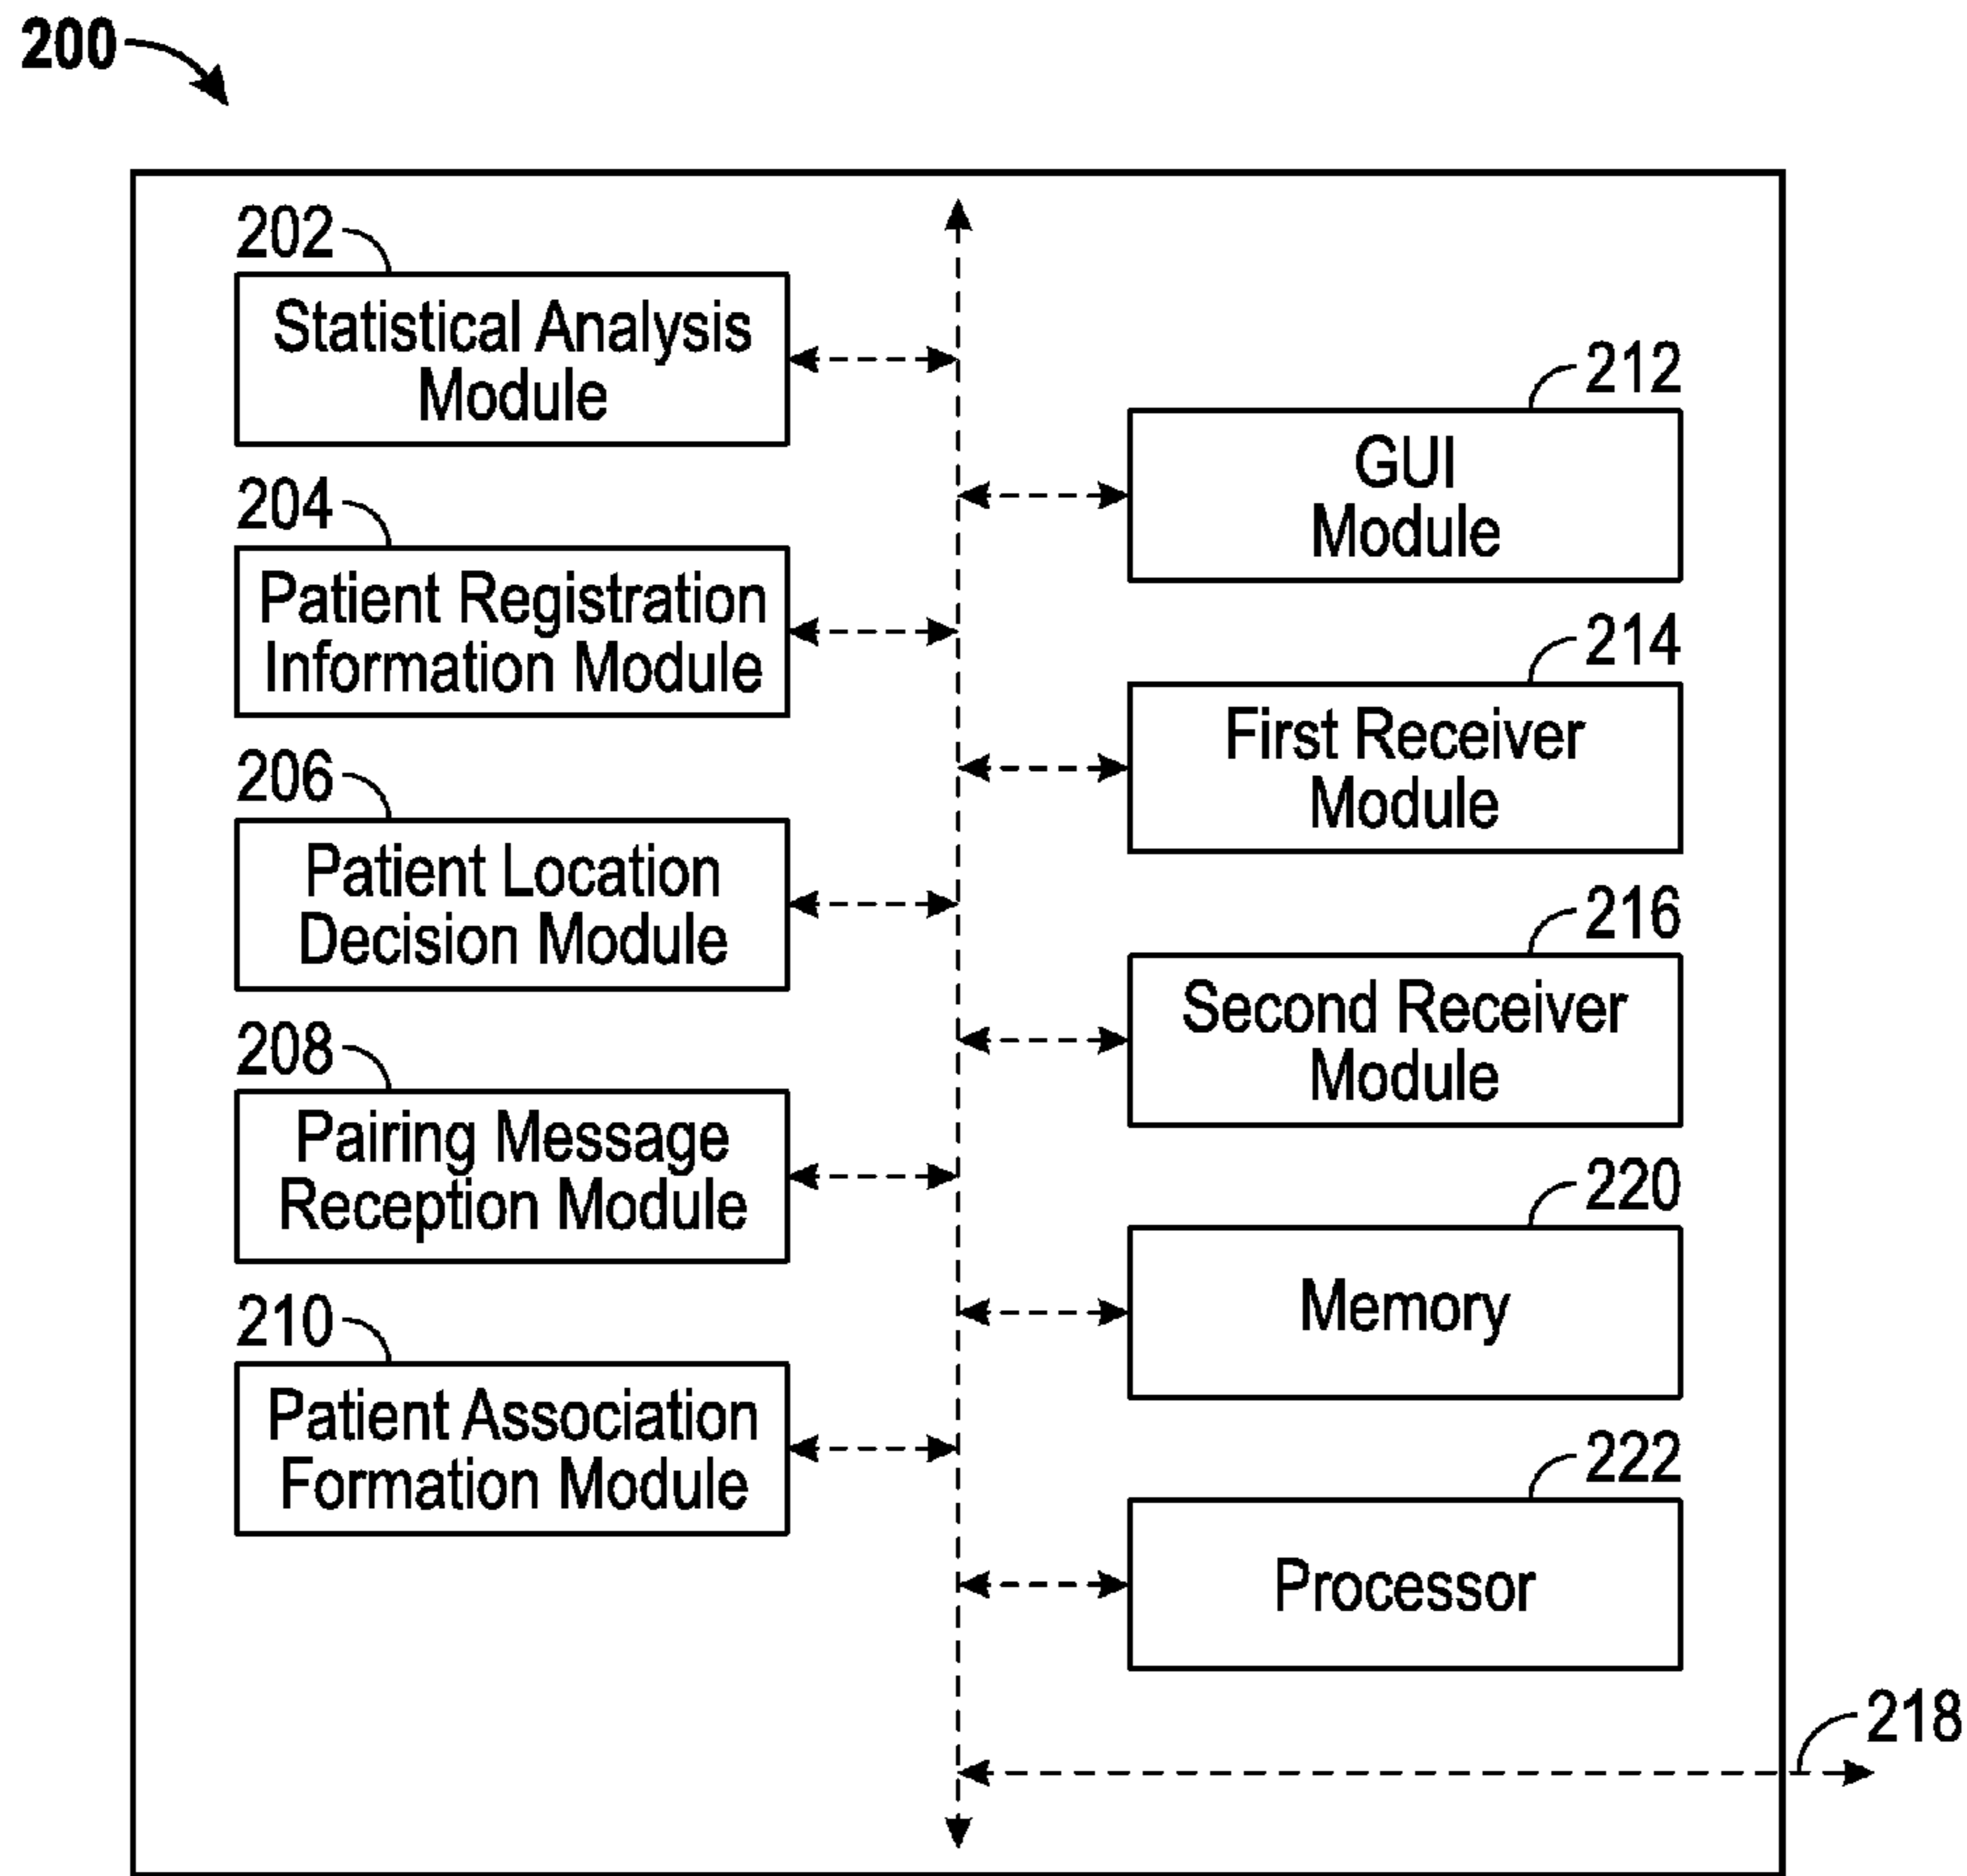 200
202
Statistical Analysis
Module
204
Patient Registration
Information Module
206
Patient Location
Decision Module
208
Pairing Message
Reception Module
210
Patient Association
Formation Module
212
GUI
Module
214
First Receiver
Module
216
Second Receiver
Module
220
Memory
222
Processor
218